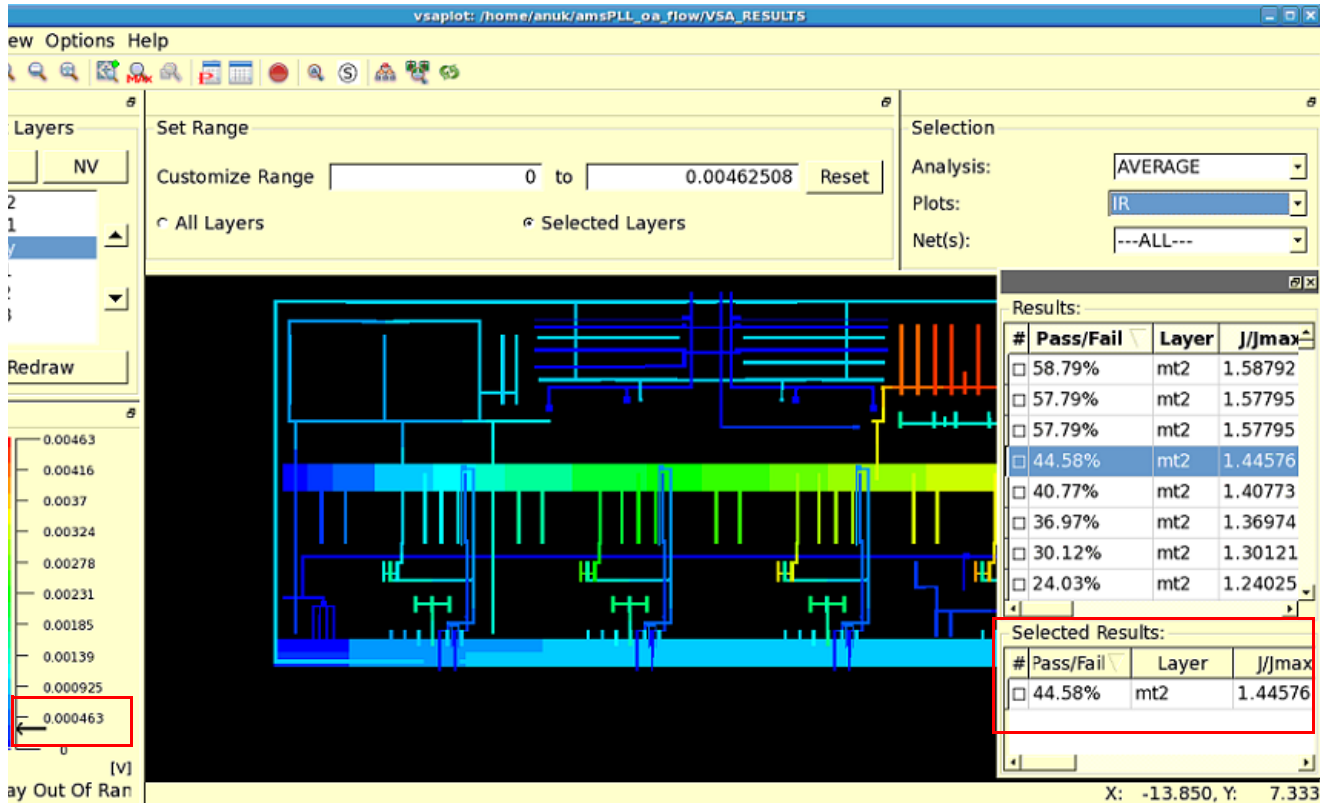 vsaplot: /home/anuk/amsPLL_oa_flow/VSA_RESULTS
ew Options Help
Layers
NV
2
1
y
Redraw
Set Range
Customize Range 0 to 0.00462508 Reset
All Layers Selected Layers
Selection
Analysis: AVERAGE
Plots: IR
Net(s): ---ALL---
0.00463
0.00416
0.0037
0.00324
0.00278
0.00231
0.00185
0.00139
0.000925
0.000463
0
[V]
ay Out Of Ran
Results:
# Pass/Fail Layer J/Jmax
58.79% mt2 1.58792
57.79% mt2 1.57795
57.79% mt2 1.57795
44.58% mt2 1.44576
40.77% mt2 1.40773
36.97% mt2 1.36974
30.12% mt2 1.30121
24.03% mt2 1.24025
Selected Results:
# Pass/Fail Layer J/Jmax
44.58% mt2 1.44576
X: -13.850, Y: 7.333